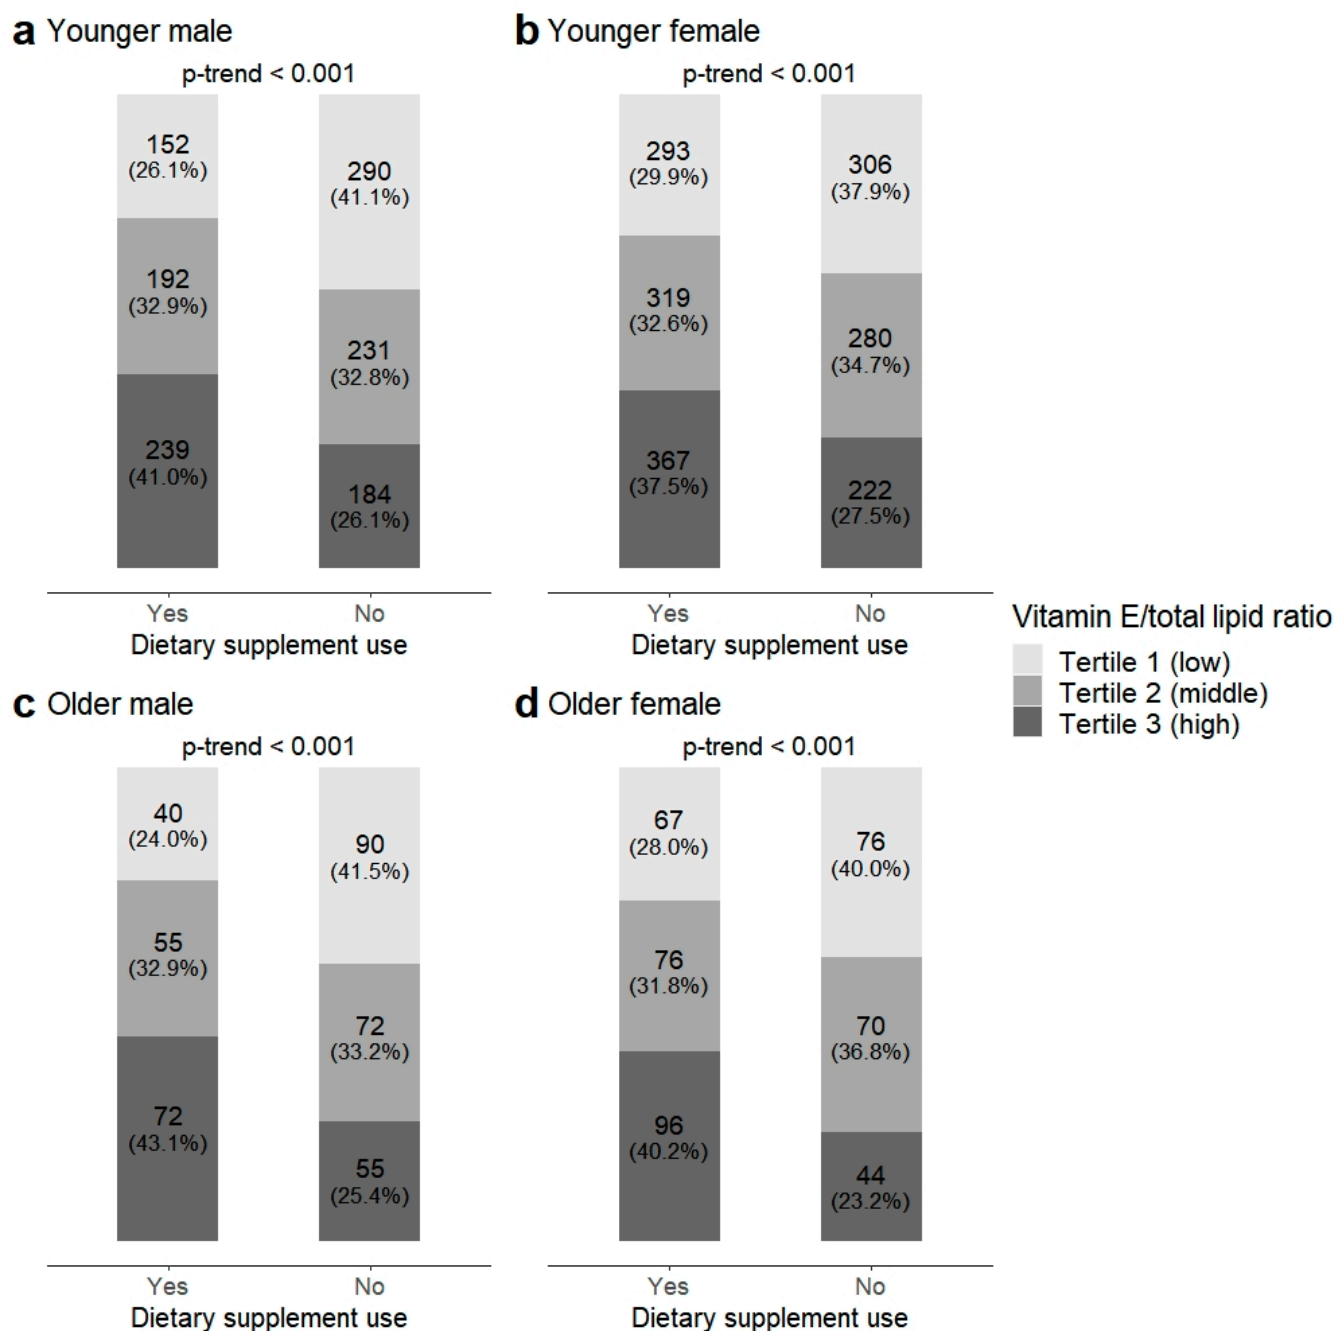 a Younger male
p-trend < 0.001
152
(26.1%)
192
(32.9%)
239
(41.0%)
290
(41.1%)
231
(32.8%)
184
(26.1%)
Yes No
Dietary supplement use
b Younger female
p-trend < 0.001
293
(29.9%)
319
(32.6%)
367
(37.5%)
306
(37.9%)
280
(34.7%)
222
(27.5%)
Yes No
Dietary supplement use
c Older male
p-trend < 0.001
40
(24.0%)
55
(32.9%)
72
(43.1%)
90
(41.5%)
72
(33.2%)
55
(25.4%)
Yes No
Dietary supplement use
d Older female
p-trend < 0.001
67
(28.0%)
76
(31.8%)
96
(40.2%)
76
(40.0%)
70
(36.8%)
44
(23.2%)
Yes No
Dietary supplement use
Vitamin E/total lipid ratio
Tertile 1 (low)
Tertile 2 (middle)
Tertile 3 (high)